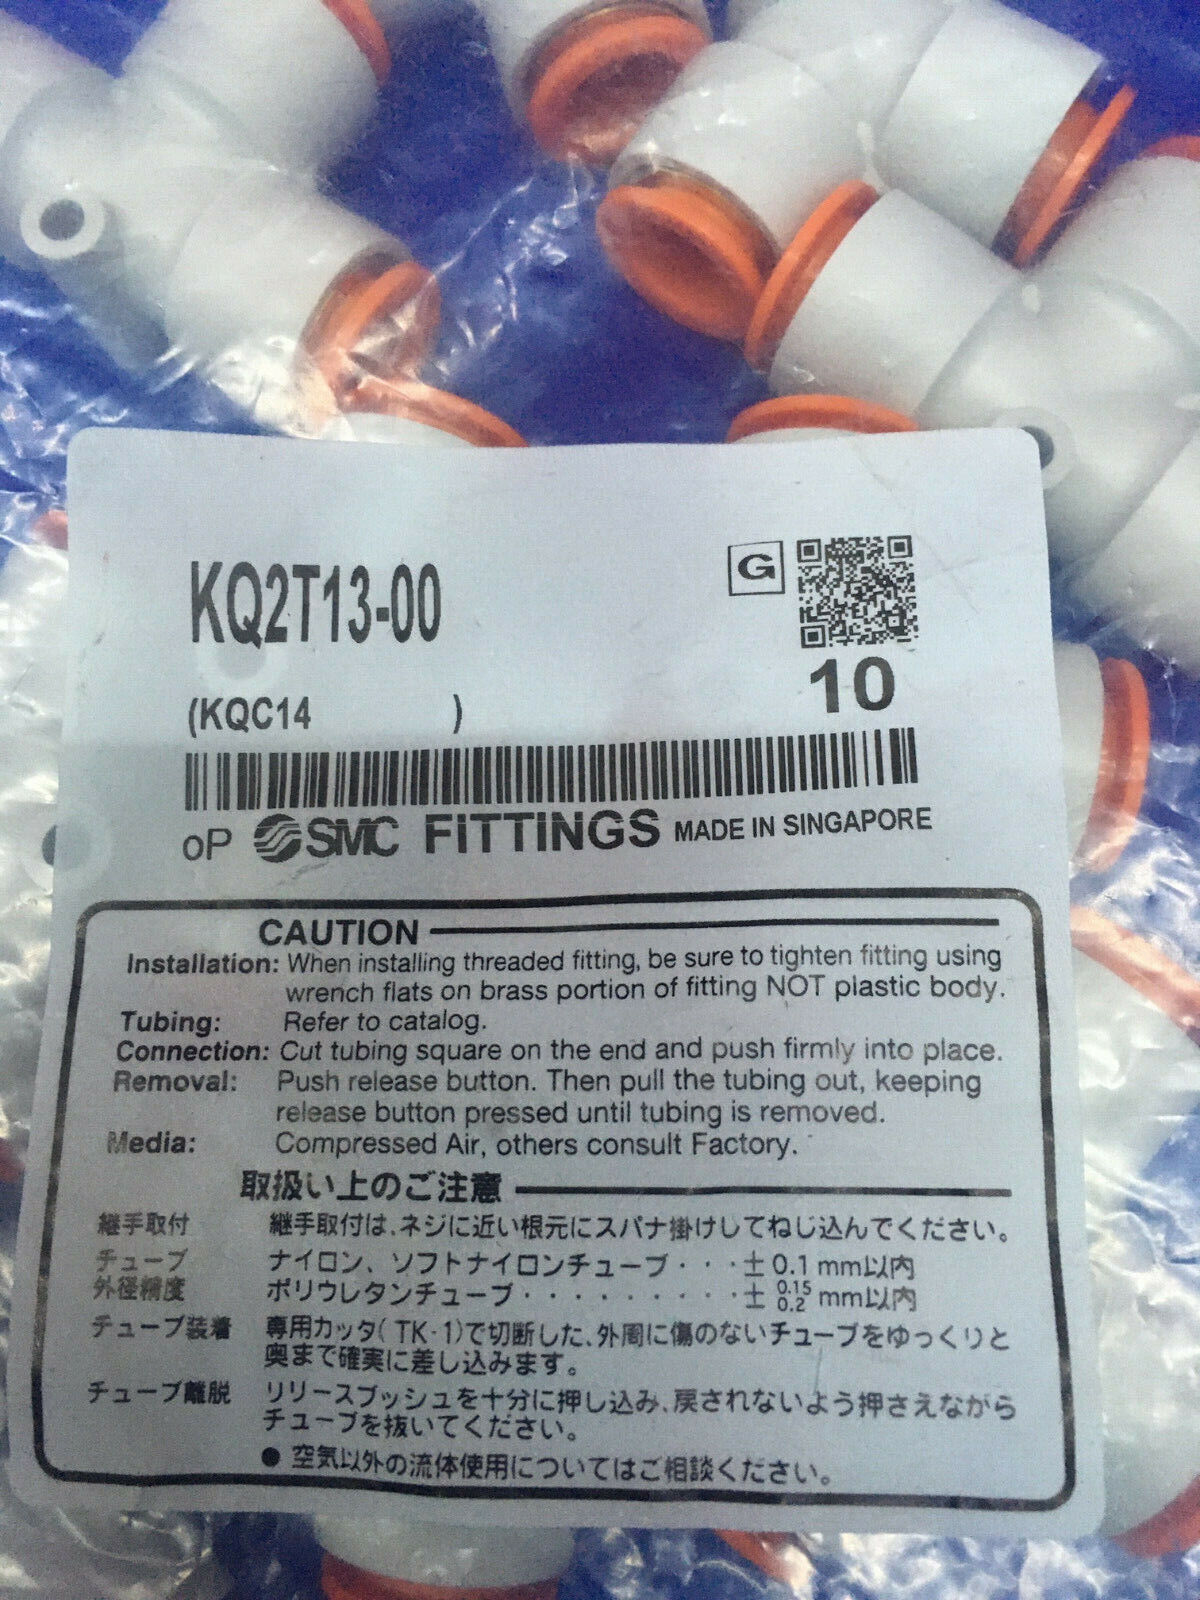 KQ2T13-00
G
(KQC14 )
10
oP SMC FITTINGS MADE IN SINGAPORE
CAUTION
Installation: When installing threaded fitting, be sure to tighten fitting using
wrench flats on brass portion of fitting NOT plastic body.
Tubing: Refer to catalog.
Connection: Cut tubing square on the end and push firmly into place.
Removal: Push release button. Then pull the tubing out, keeping
release button pressed until tubing is removed.
Media: Compressed Air, others consult Factory.
取扱い上のご注意
継手取付 継手取付は、ネジに近い根元にスパナ掛けしてねじ込んでください。
チューブ ナイロン、ソフトナイロンチューブ・・・± 0.1 mm以内
外径精度 ポリウレタンチューブ・・・・・・・・・・± 0.15 0.2 mm以内
チューブ装着 専用カッタ(TK-1)で切断した、外周に傷のないチューブをゆっくりと
奥まで確実に差し込みます。
チューブ離脱 リリースブッシュを十分に押し込み、戻されないよう押さえながら
チューブを抜いてください。
● 空気以外の流体使用についてはご相談ください。